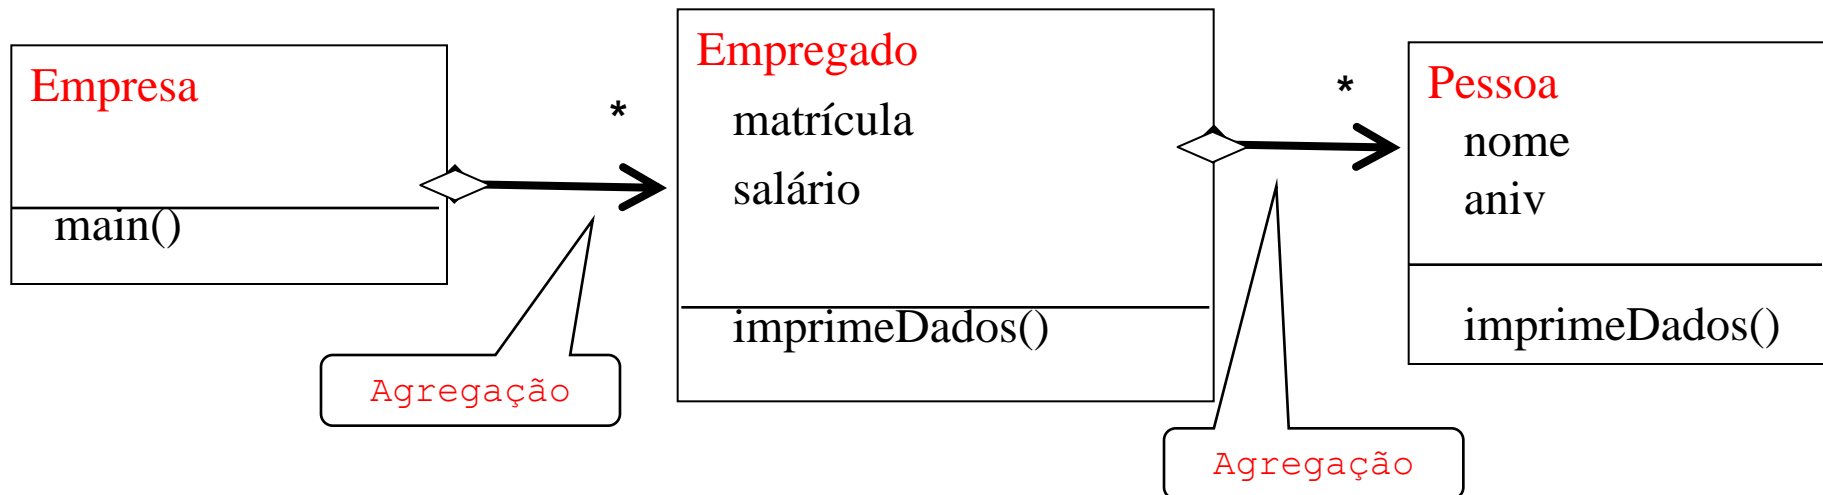 Empresa
main()
*
Agregação
Empregado
matrícula
salário
imprimeDados()
*
Agregação
Pessoa
nome
aniv
imprimeDados()